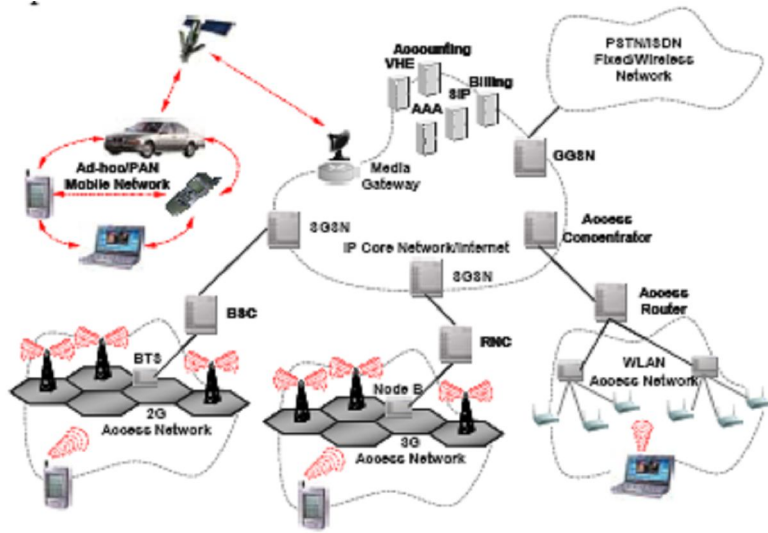 PSTN/ISDN
Fixed/Wireless
Network
Accounting
VHE
Billing
SIP
AAA
GGSN
Media
Gateway
Ad-hoo/PAN
Mobile Network
SGSN
Access
Concentrator
IP Core Network/Internet
SGSN
BSC
Access
Router
RNC
BTS
WLAN
Access Network
Node B
2G
Access Network
3G
Access Network